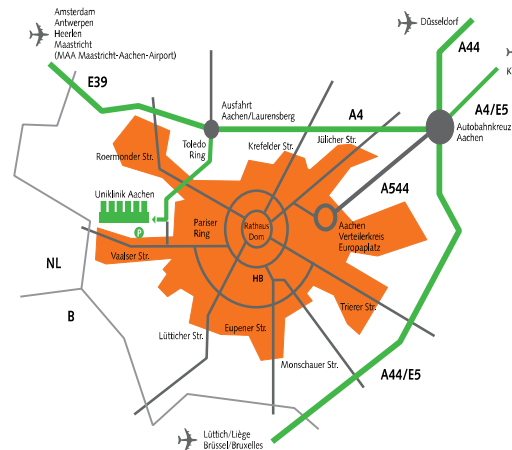 Amsterdam
Antwerpen
Heerlen
Maastricht
(MAA Maastricht-Aachen-Airport)
Düsseldorf
A44
K
E39
A4/E5
Ausfahrt
Aachen/Laurensberg
A4
Autobahnkreuz
Aachen
Toledo
Ring
Krefelder Str.
Jülicher Str.
Roermonder Str.
A544
Uniklinik Aachen
P
Pariser
Ring
Rathaus
Dom
Aachen
Verteilerkreis
Europaplatz
Vaalser Str.
NL
HB
B
Trierer Str.
Lütticher Str.
Eupener Str.
Monschauer Str.
A44/E5
Lüttich/Liège
Brüssel/Bruxelles